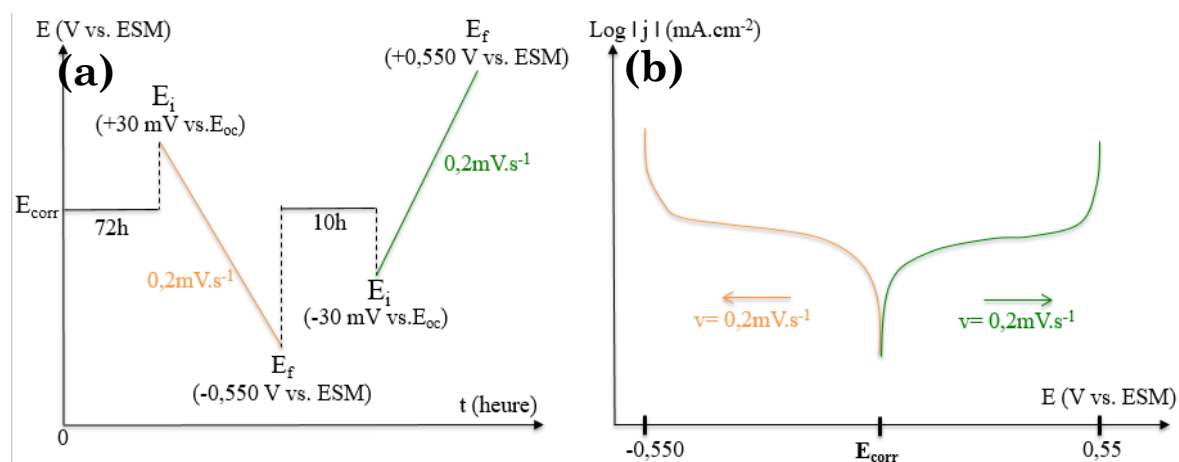 E (V vs. ESM)
(a)
E_i
(+30 mV vs.E_oc)
E_f
(+0,550 V vs. ESM)
0,2mV.s⁻¹
E_corr
72h
10h
0,2mV.s⁻¹
E_i
(-30 mV vs.E_oc)
E_f
(-0,550 V vs. ESM)
t (heure)
0
Log | j | (mA.cm⁻²)
(b)
v= 0,2mV.s⁻¹
v= 0,2mV.s⁻¹
E (V vs. ESM)
-0,550
E_corr
0,55